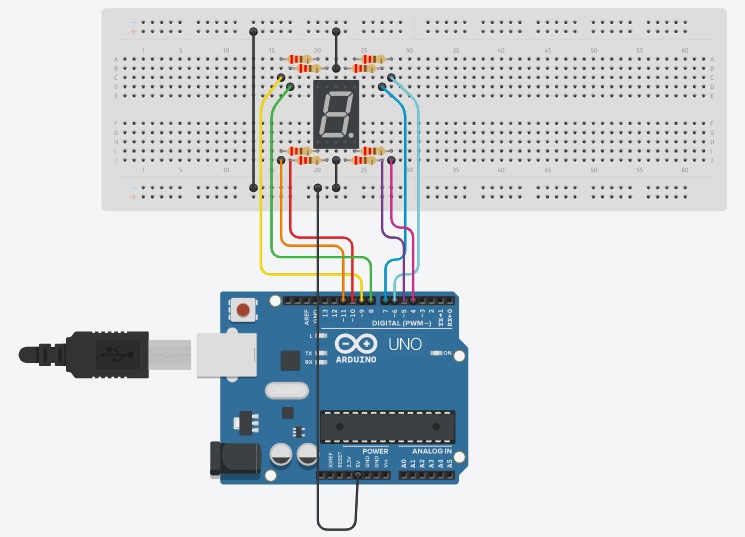 1 5 10 15 20 25 30 35 40 45 50 55 60
A A
B B
C C
D D
E E
F F
G G
H H
I I
J J
1 5 10 15 20 25 30 35 40 45 50 55 60
AREF GND 13 12 ~11 ~10 ~9 8 7 ~6 ~5 4 ~3 2 TX→1 RX←0
DIGITAL (PWM~)
L
TX
RX
UNO
ON
ARDUINO
POWER ANALOG IN
IOREF RESET 3.3V 5V GND GND Vin A0 A1 A2 A3 A4 A5